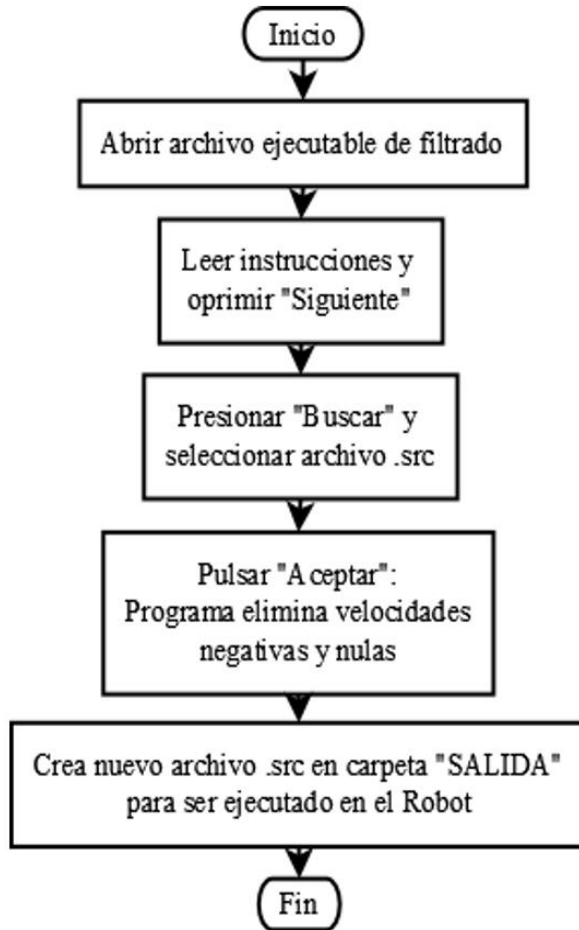 Inicio
Abrir archivo ejecutable de filtrado
Leer instrucciones y
oprimir "Siguiente"
Presionar "Buscar" y
seleccionar archivo .src
Pulsar "Aceptar":
Programa elimina velocidades
negativas y nulas
Crea nuevo archivo .src en carpeta "SALIDA"
para ser ejecutado en el Robot
Fin